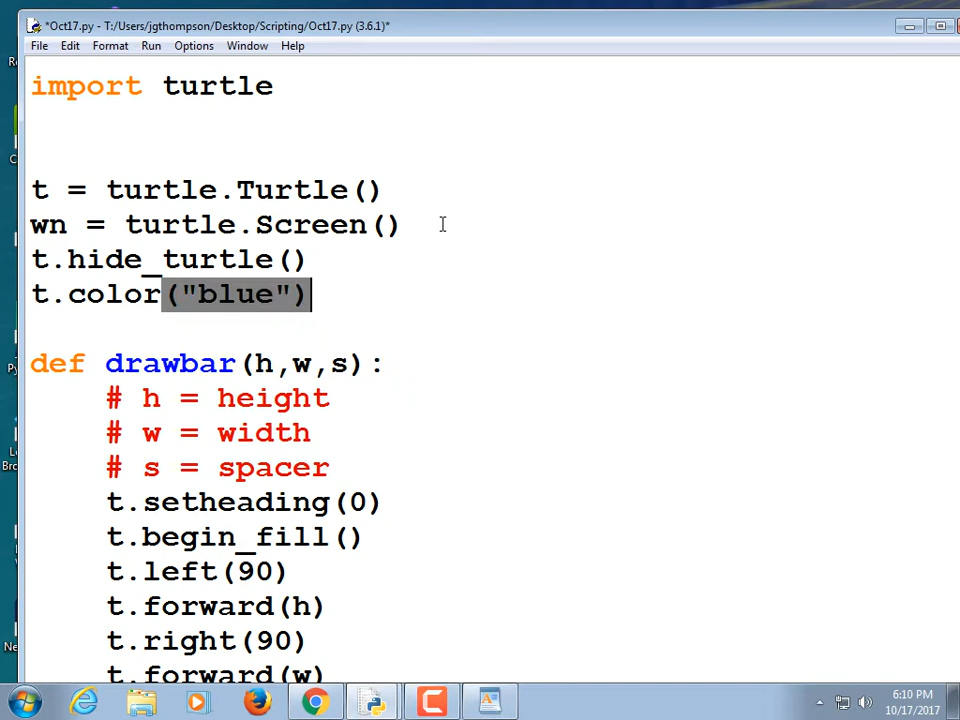 *Oct17.py - T:/Users/jgthompson/Desktop/Scripting/Oct17.py (3.6.1)*
File Edit Format Run Options Window Help
import turtle
t = turtle.Turtle()
wn = turtle.Screen()
t.hide_turtle()
t.color("blue")
def drawbar(h,w,s):
# h = height
# w = width
# s = spacer
t.setheading(0)
t.begin_fill()
t.left(90)
t.forward(h)
t.right(90)
t.forward(w)
6:10 PM
10/17/2017